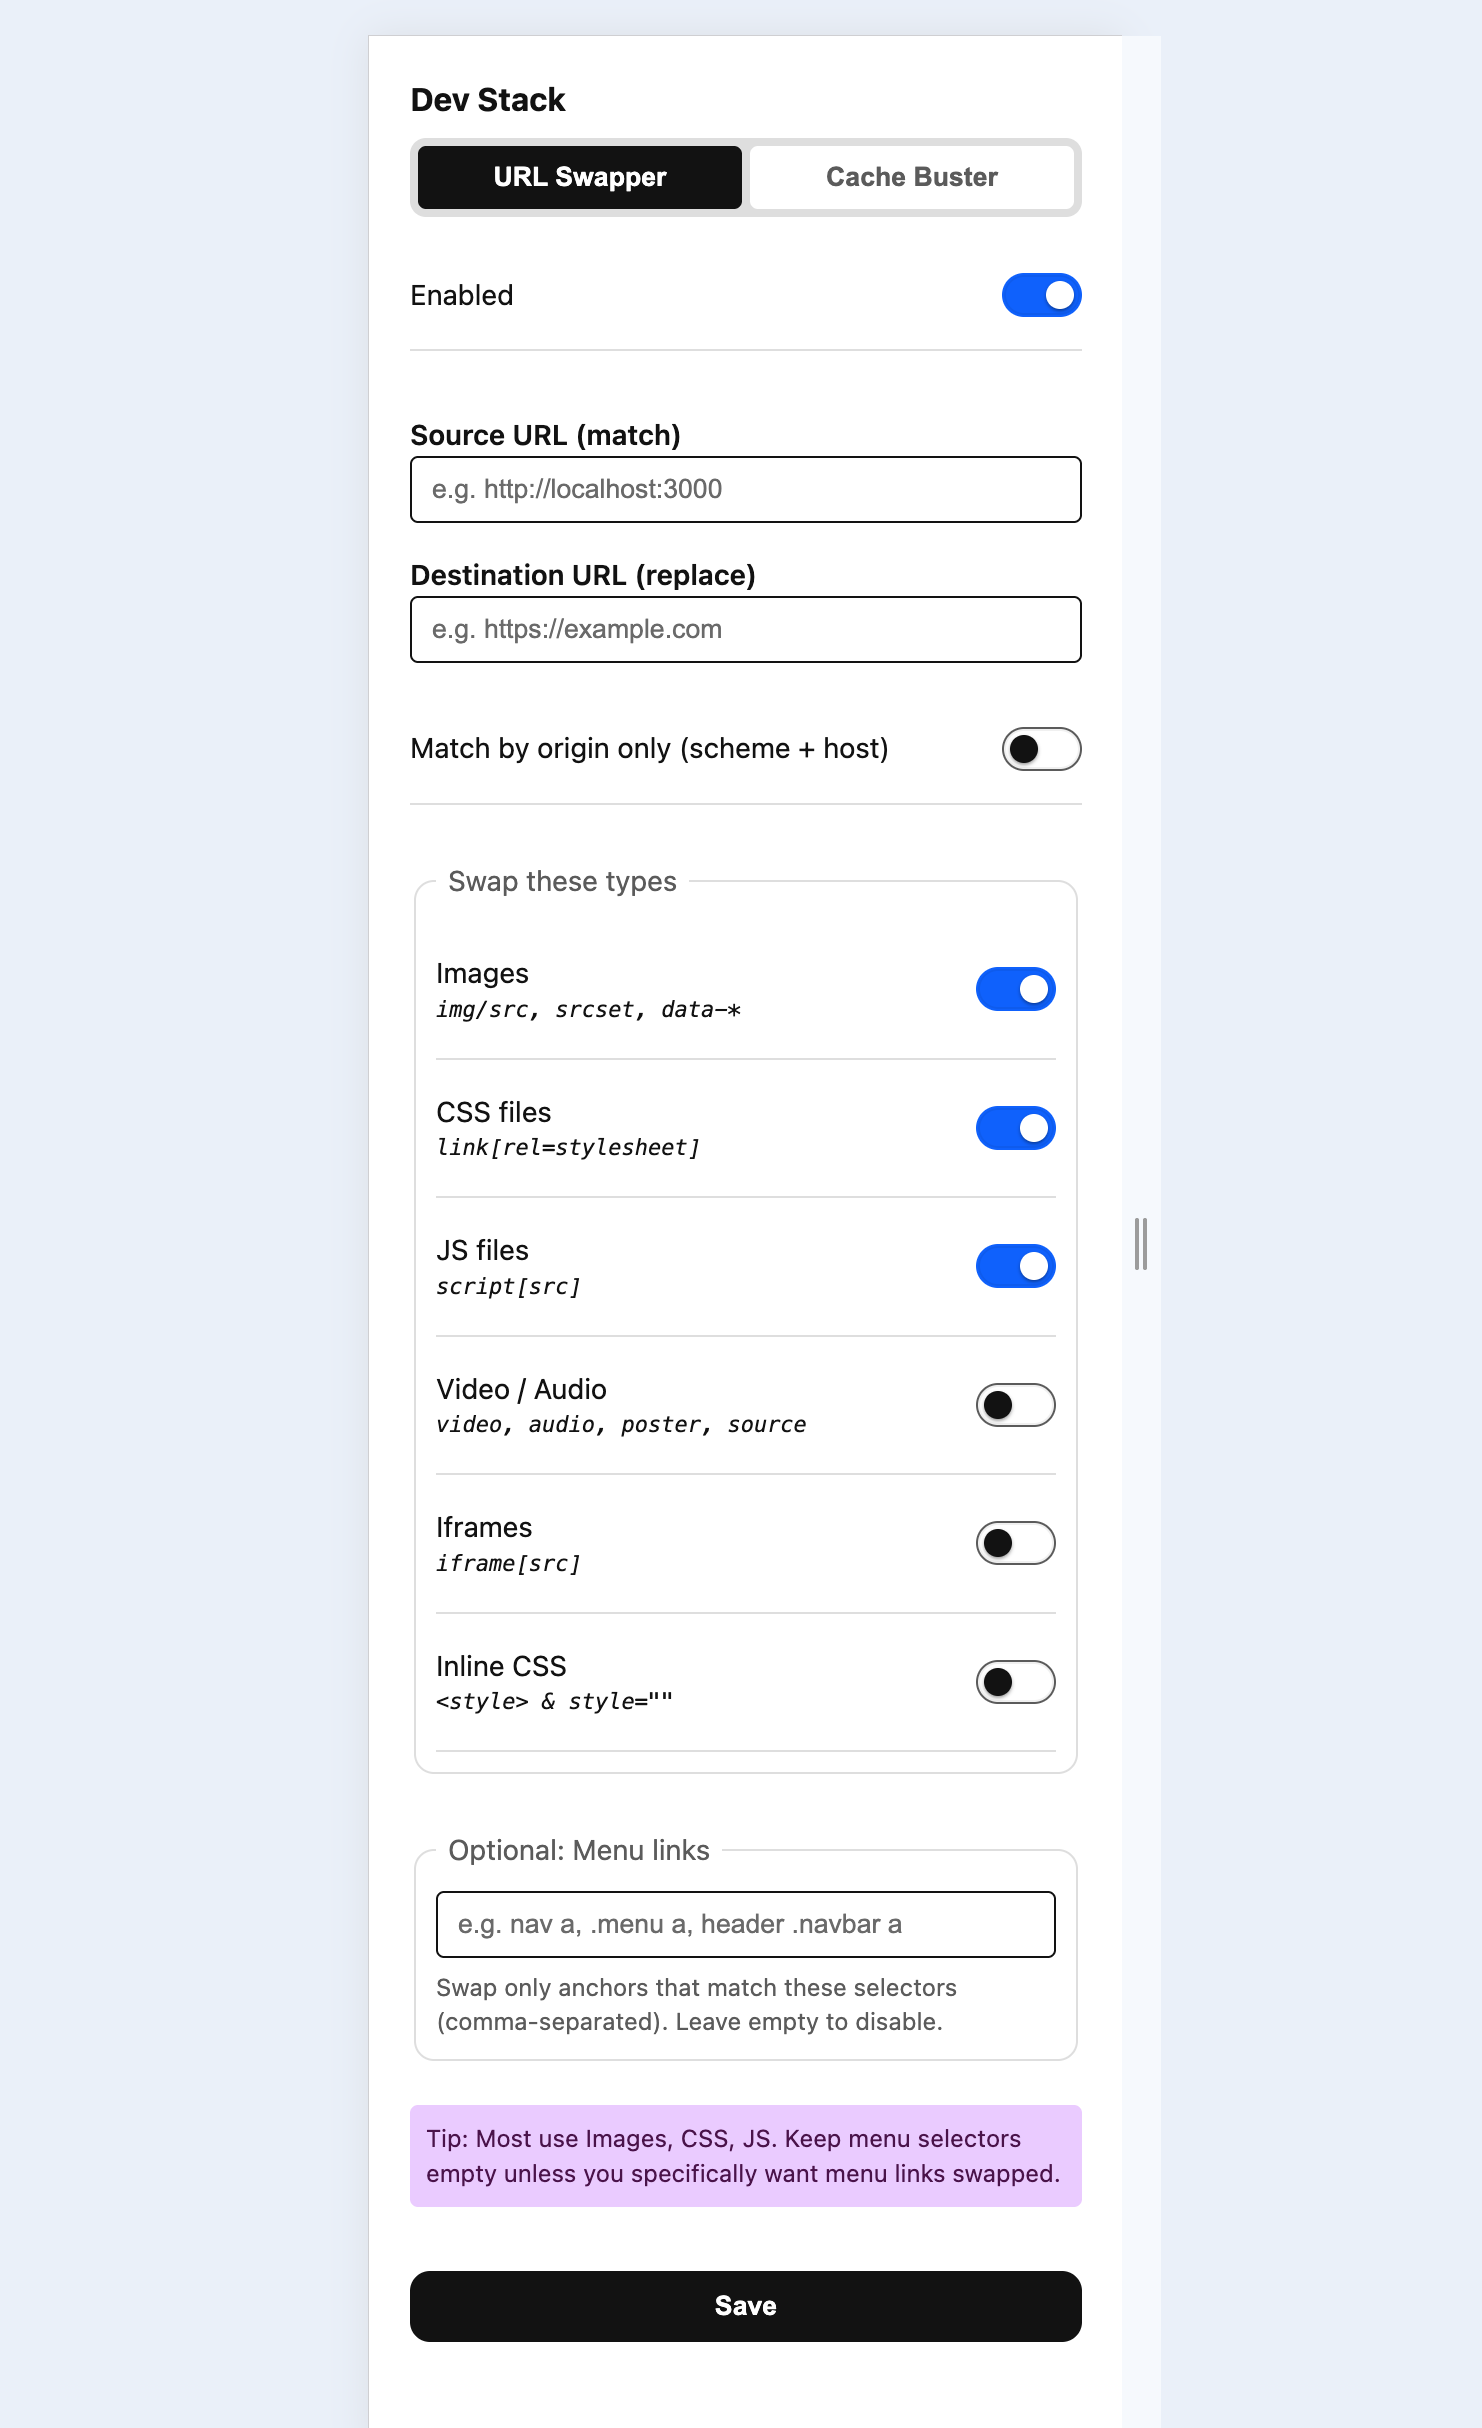 Dev Stack
URL Swapper
Cache Buster
Enabled
Source URL (match)
e.g. http://localhost:3000
Destination URL (replace)
e.g. https://example.com
Match by origin only (scheme + host)
Swap these types
Images
img/src, srcset, data-*
CSS files
link[rel=stylesheet]
JS files
script[src]
Video / Audio
video, audio, poster, source
Iframes
iframe[src]
Inline CSS
<style> & style=""
Optional: Menu links
e.g. nav a, .menu a, header .navbar a
Swap only anchors that match these selectors
(comma-separated). Leave empty to disable.
Tip: Most use Images, CSS, JS. Keep menu selectors
empty unless you specifically want menu links swapped.
Save